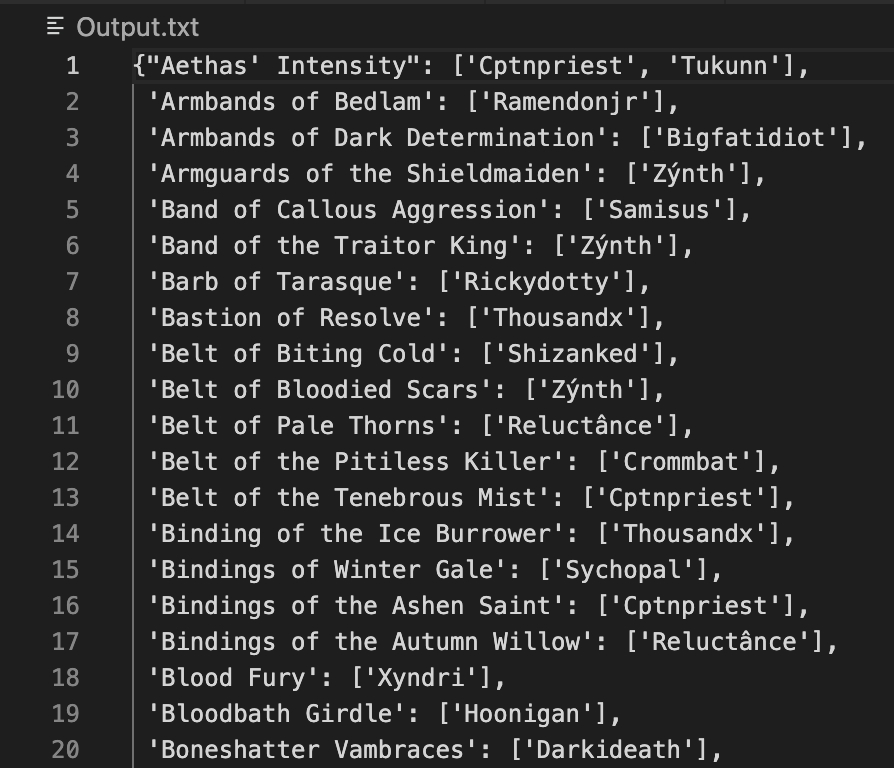 Output.txt
1 {"Aethas' Intensity": ['Cptnpriest', 'Tukunn'],
2 'Armbands of Bedlam': ['Ramendonjr'],
3 'Armbands of Dark Determination': ['Bigfatidiot'],
4 'Armguards of the Shieldmaiden': ['Zýnth'],
5 'Band of Callous Aggression': ['Samisus'],
6 'Band of the Traitor King': ['Zýnth'],
7 'Barb of Tarasque': ['Rickydotty'],
8 'Bastion of Resolve': ['Thousandx'],
9 'Belt of Biting Cold': ['Shizanked'],
10 'Belt of Bloodied Scars': ['Zýnth'],
11 'Belt of Pale Thorns': ['Reluctânce'],
12 'Belt of the Pitiless Killer': ['Crommbat'],
13 'Belt of the Tenebrous Mist': ['Cptnpriest'],
14 'Binding of the Ice Burrower': ['Thousandx'],
15 'Bindings of Winter Gale': ['Sychopal'],
16 'Bindings of the Ashen Saint': ['Cptnpriest'],
17 'Bindings of the Autumn Willow': ['Reluctânce'],
18 'Blood Fury': ['Xyndri'],
19 'Bloodbath Girdle': ['Hoonigan'],
20 'Boneshatter Vambraces': ['Darkideath'],